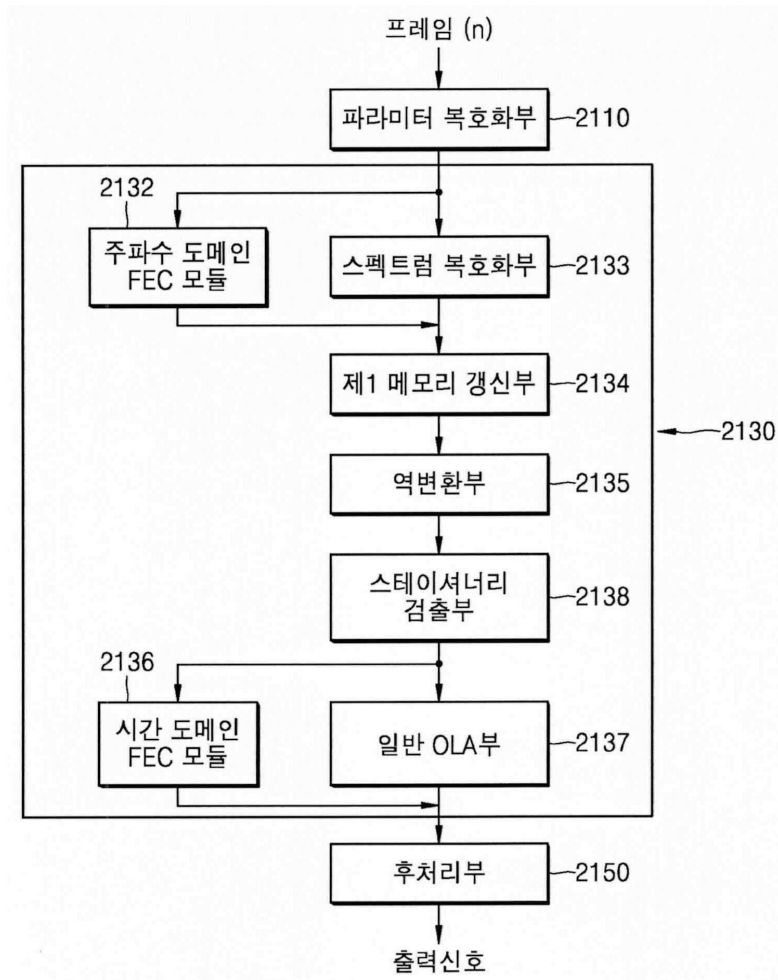 프레임 (n)
파라미터 복호화부
2110
2132
주파수 도메인
FEC 모듈
스펙트럼 복호화부
2133
제1 메모리 갱신부
2134
2130
역변환부
2135
스테이셔너리
검출부
2138
2136
시간 도메인
FEC 모듈
일반 OLA부
2137
후처리부
2150
출력신호